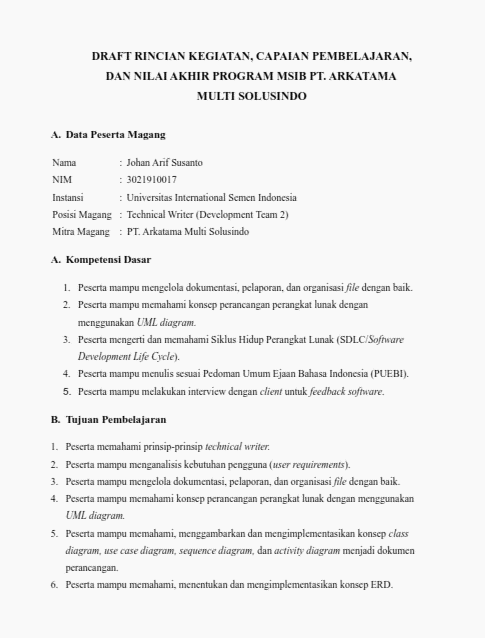 DRAFT RINCIAN KEGIATAN, CAPAIAN PEMBELAJARAN,
DAN NILAI AKHIR PROGRAM MSIB PT. ARKATAMA
MULTI SOLUSINDO
A. Data Peserta Magang
Nama : Johan Arif Susanto
NIM : 3021910017
Instansi : Universitas International Semen Indonesia
Posisi Magang : Technical Writer (Development Team 2)
Mitra Magang : PT. Arkatama Multi Solusindo
A. Kompetensi Dasar
1. Peserta mampu mengelola dokumentasi, pelaporan, dan organisasi file dengan baik.
2. Peserta mampu memahami konsep perancangan perangkat lunak dengan
menggunakan UML diagram.
3. Peserta mengerti dan memahami Siklus Hidup Perangkat Lunak (SDLC/Software
Development Life Cycle).
4. Peserta mampu menulis sesuai Pedoman Umum Ejaan Bahasa Indonesia (PUEBI).
5. Peserta mampu melakukan interview dengan client untuk feedback software.
B. Tujuan Pembelajaran
1. Peserta memahami prinsip-prinsip technical writer.
2. Peserta mampu menganalisis kebutuhan pengguna (user requirements).
3. Peserta mampu mengelola dokumentasi, pelaporan, dan organisasi file dengan baik.
4. Peserta mampu memahami konsep perancangan perangkat lunak dengan menggunakan
UML diagram.
5. Peserta mampu memahami, menggambarkan dan mengimplementasikan konsep class
diagram, use case diagram, sequence diagram, dan activity diagram menjadi dokumen
perancangan.
6. Peserta mampu memahami, menentukan dan mengimplementasikan konsep ERD.